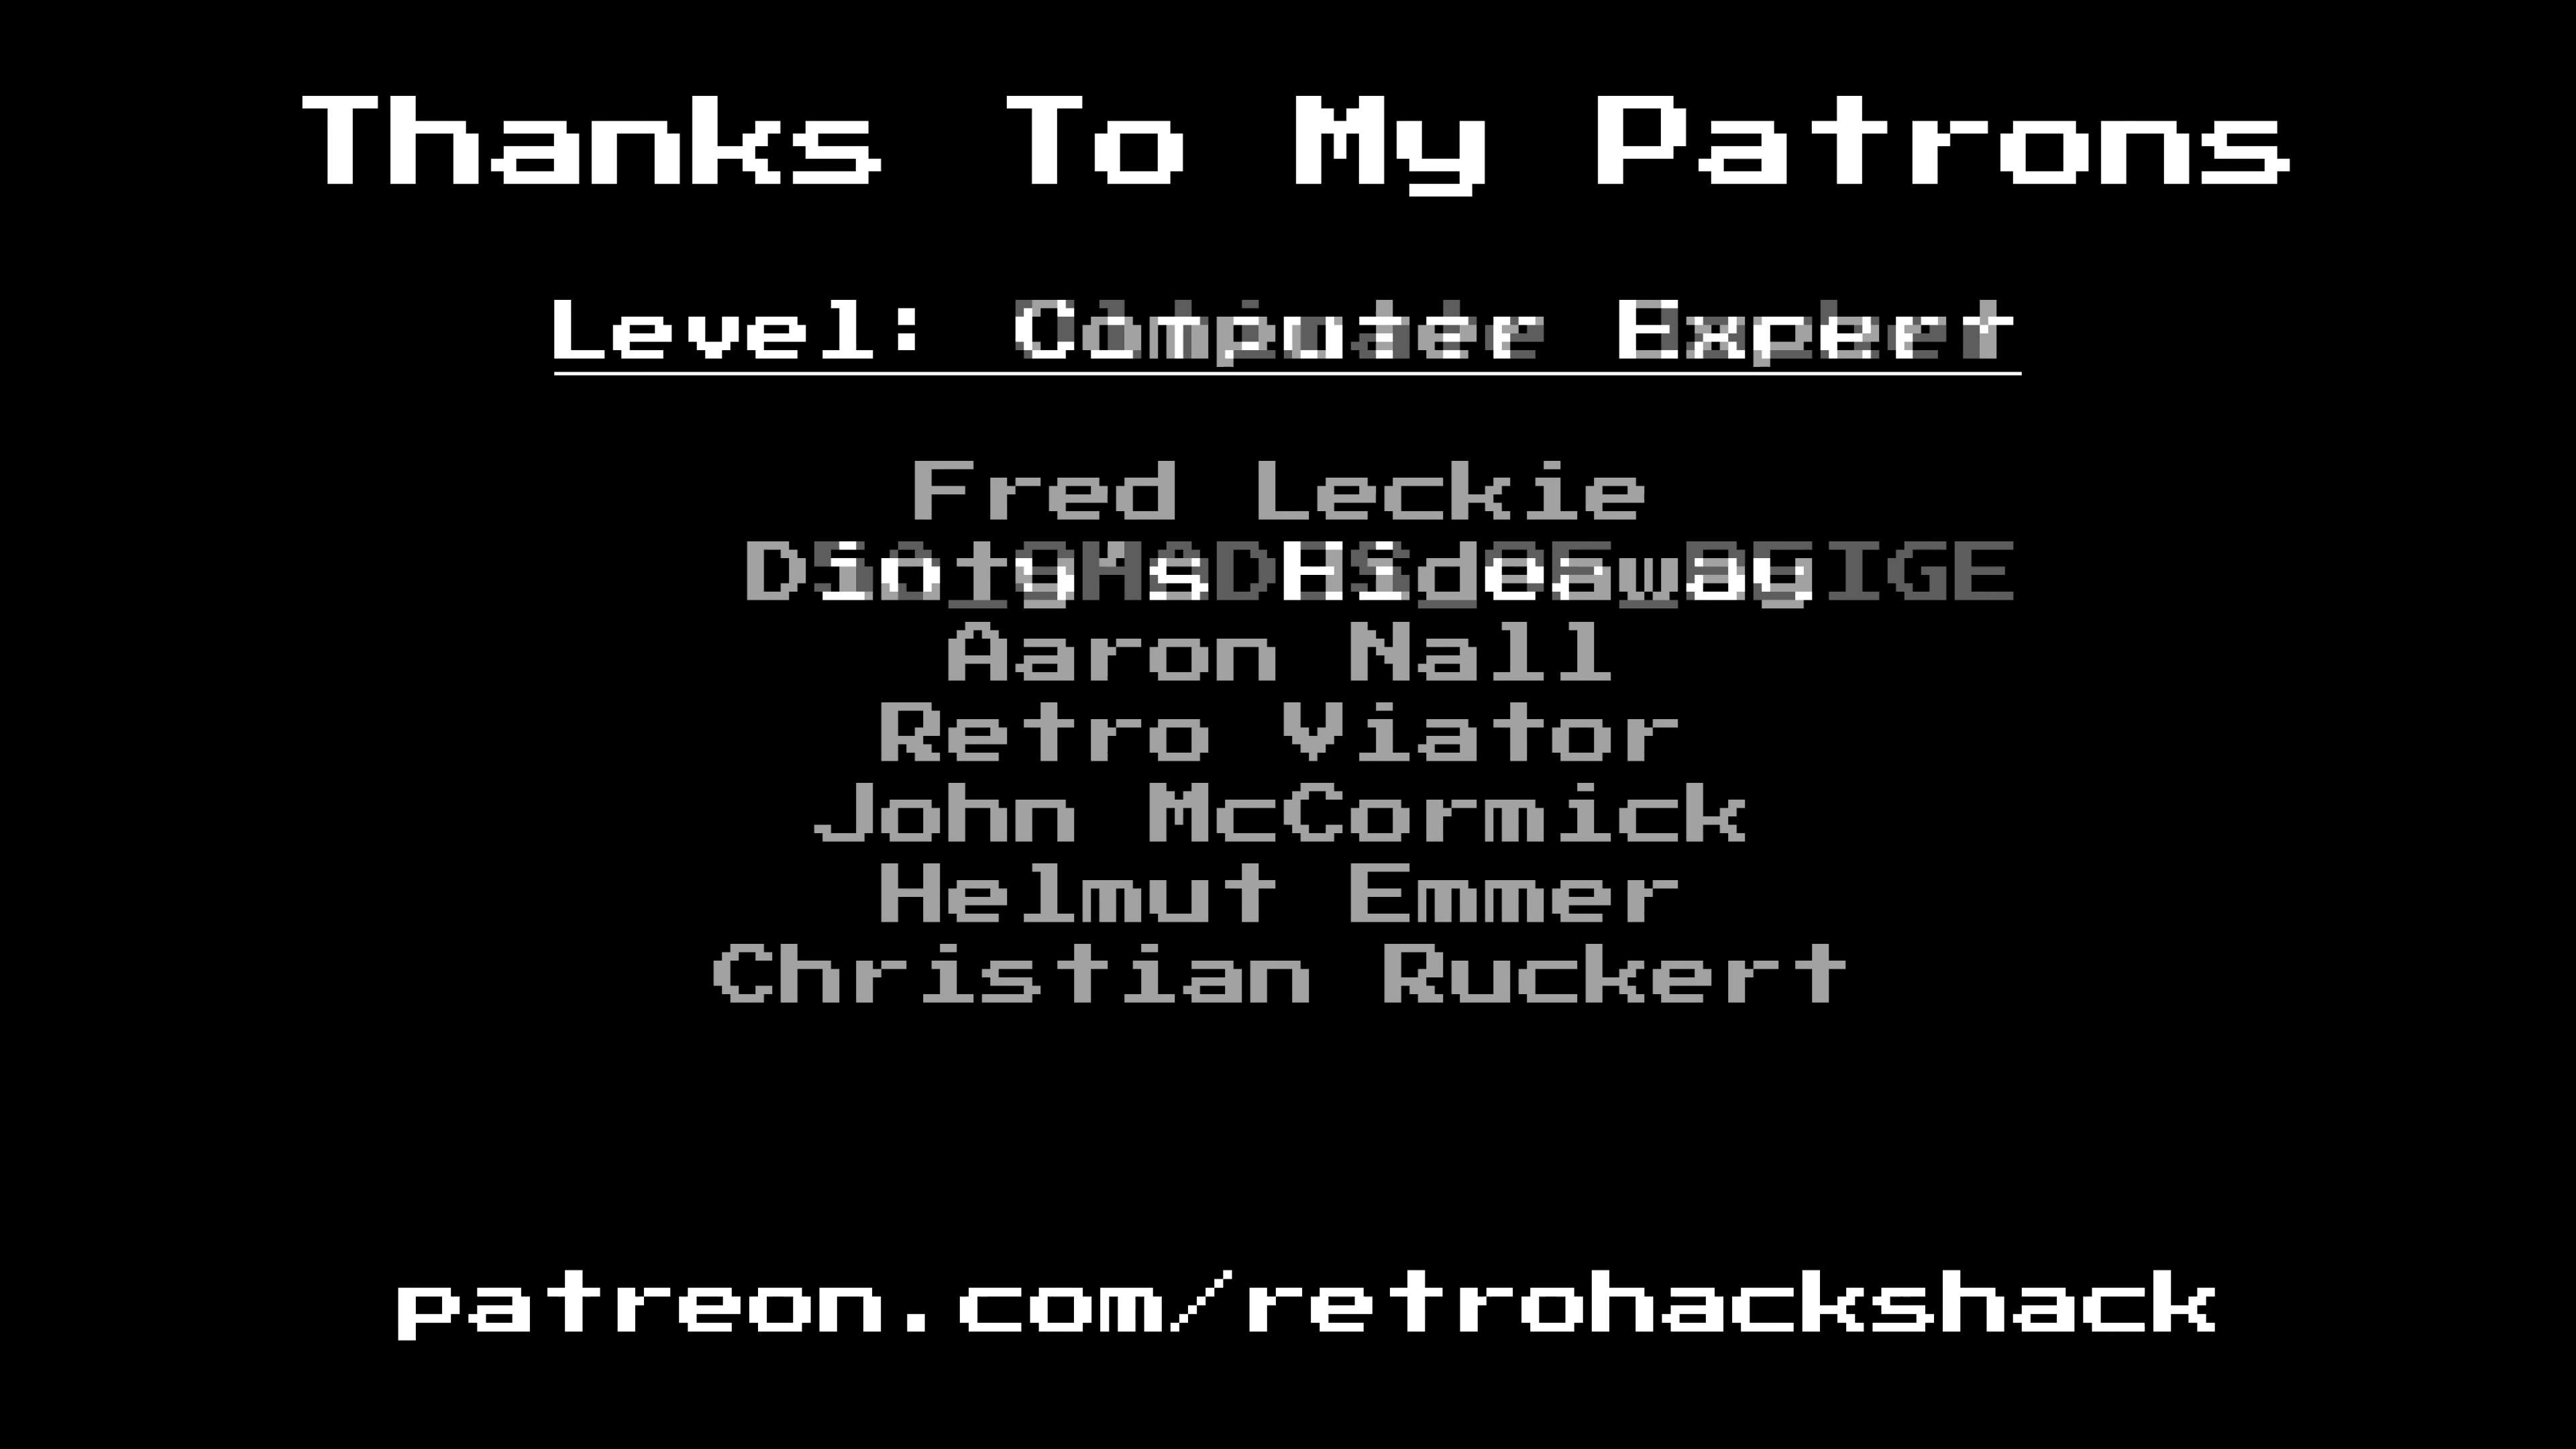 Thanks To My Patrons
Level: Computer Expert
Fred Leckie
Hideaway
Aaron Nall
Retro Viator
John McCormick
Helmut Emmer
Christian Ruckert
patreon.com/retrohackshack